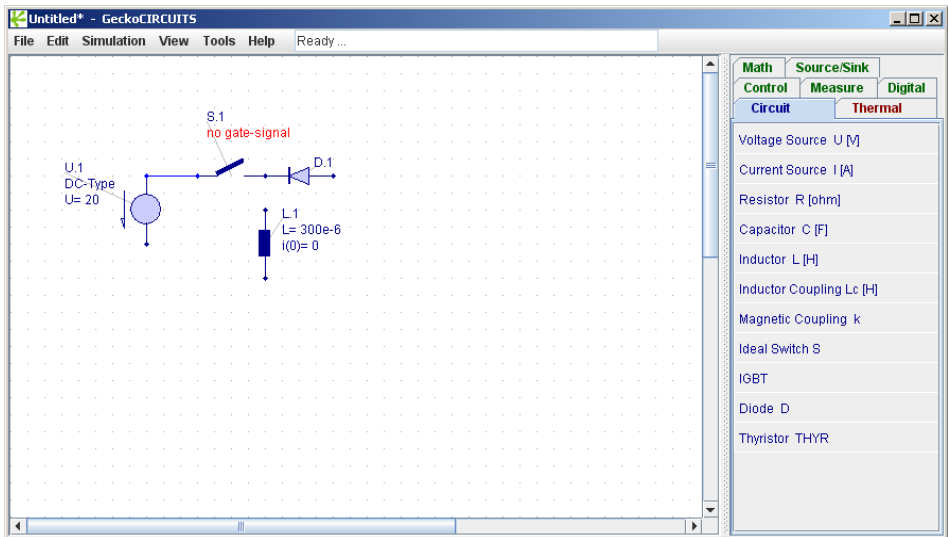 Untitled* - GeckoCIRCUITS
File Edit Simulation View Tools Help Ready ...
Math Source/Sink
Control Measure Digital
Circuit Thermal
Voltage Source U [V]
Current Source I [A]
Resistor R [ohm]
Capacitor C [F]
Inductor L [H]
Inductor Coupling Lc [H]
Magnetic Coupling k
Ideal Switch S
IGBT
Diode D
Thyristor THYR
S.1
no gate-signal
D.1
U.1
DC-Type
U= 20
L.1
L= 300e-6
i(0)= 0